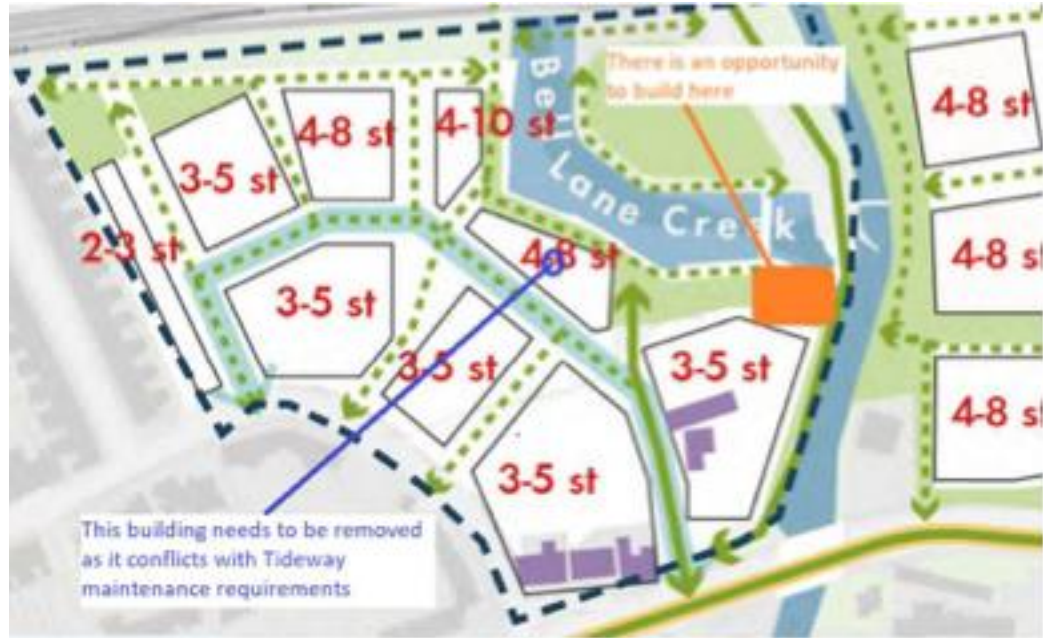 There is an opportunity
to build here
Bell
Lane Creek
4-8 st
4-10 st
4-8 st
3-5 st
2-3 st
4-8 st
4-8 s
3-5 st
3-5 st
3-5 st
4-8 s
3-5 st
This building needs to be removed
as it conflicts with Tideway
maintenance requirements